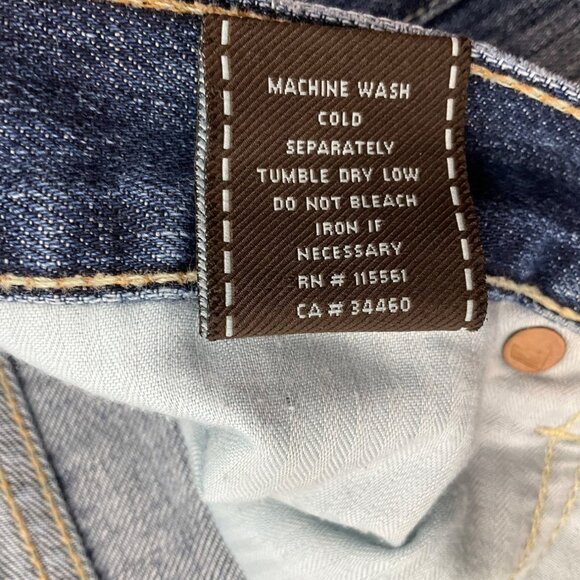 MACHINE WASH
COLD
SEPARATELY
TUMBLE DRY LOW
DO NOT BLEACH
IRON IF
NECESSARY
RN # 115561
CA # 34460